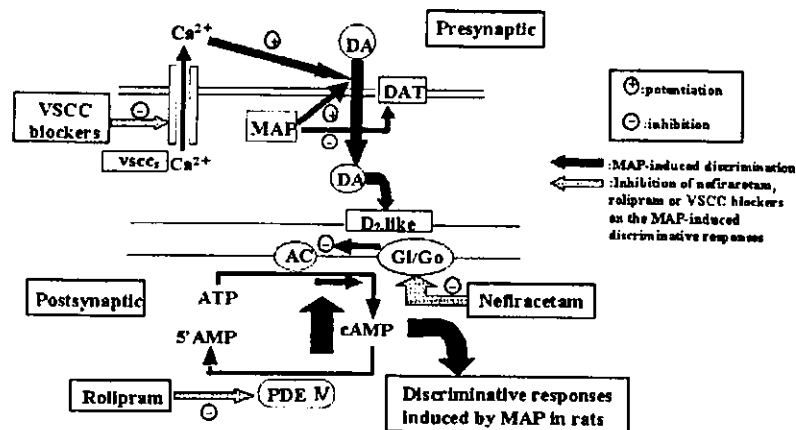 Ca2+
⊕
DA
Presynaptic
VSCC
blockers
⊖
MAP
⊕
⊖
DAT
vsccs
Ca2+
DA
⊕:potentiation
⊖:inhibition
:MAP-induced discrimination
:Inhibition of nefiracetam,
rolipram or VSCC blockers
on the MAP-induced
discriminative responses
D2-like
AC
⊖
Gi/Go
Postsynaptic
ATP
⊖
Nefiracetam
5'AMP
cAMP
Rolipram
⊖
PDE IV
Discriminative responses
induced by MAP in rats